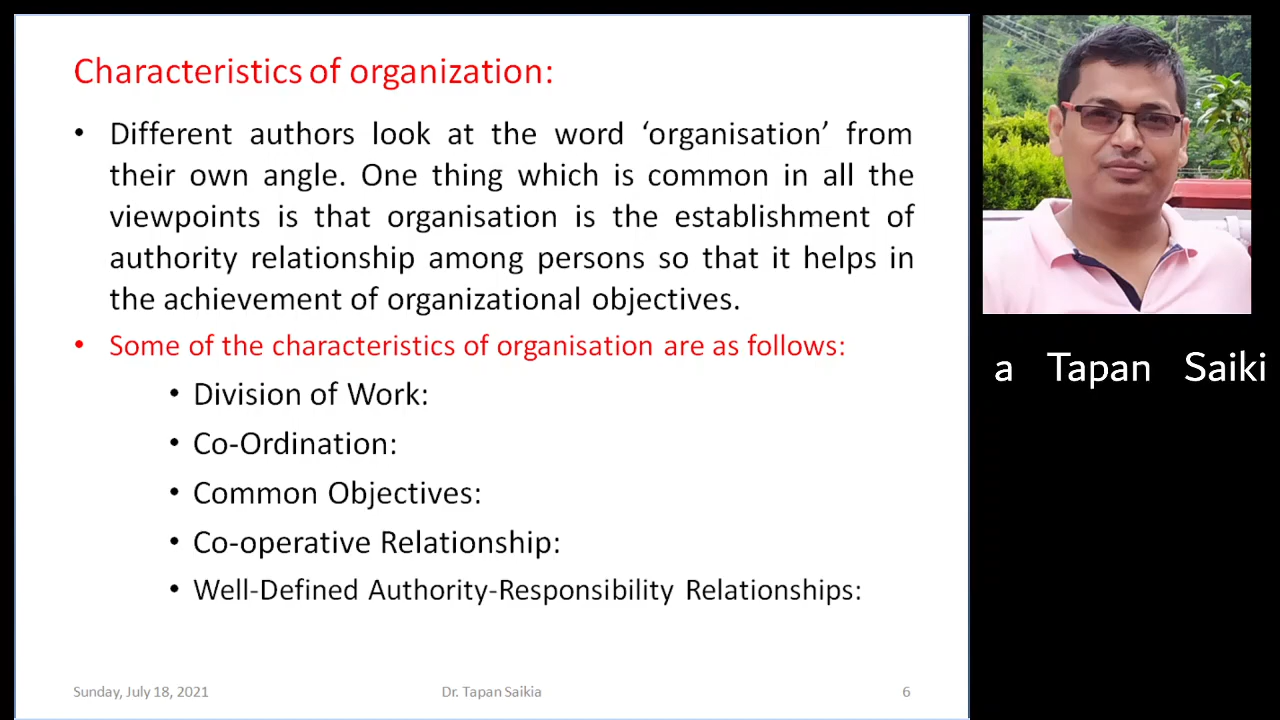 Characteristics of organization:
• Different authors look at the word ‘organisation’ from
their own angle. One thing which is common in all the
viewpoints is that organisation is the establishment of
authority relationship among persons so that it helps in
the achievement of organizational objectives.
• Some of the characteristics of organisation are as follows:
• Division of Work:
• Co-Ordination:
• Common Objectives:
• Co-operative Relationship:
• Well-Defined Authority-Responsibility Relationships:
Sunday, July 18, 2021 Dr. Tapan Saikia 6
a Tapan Saiki